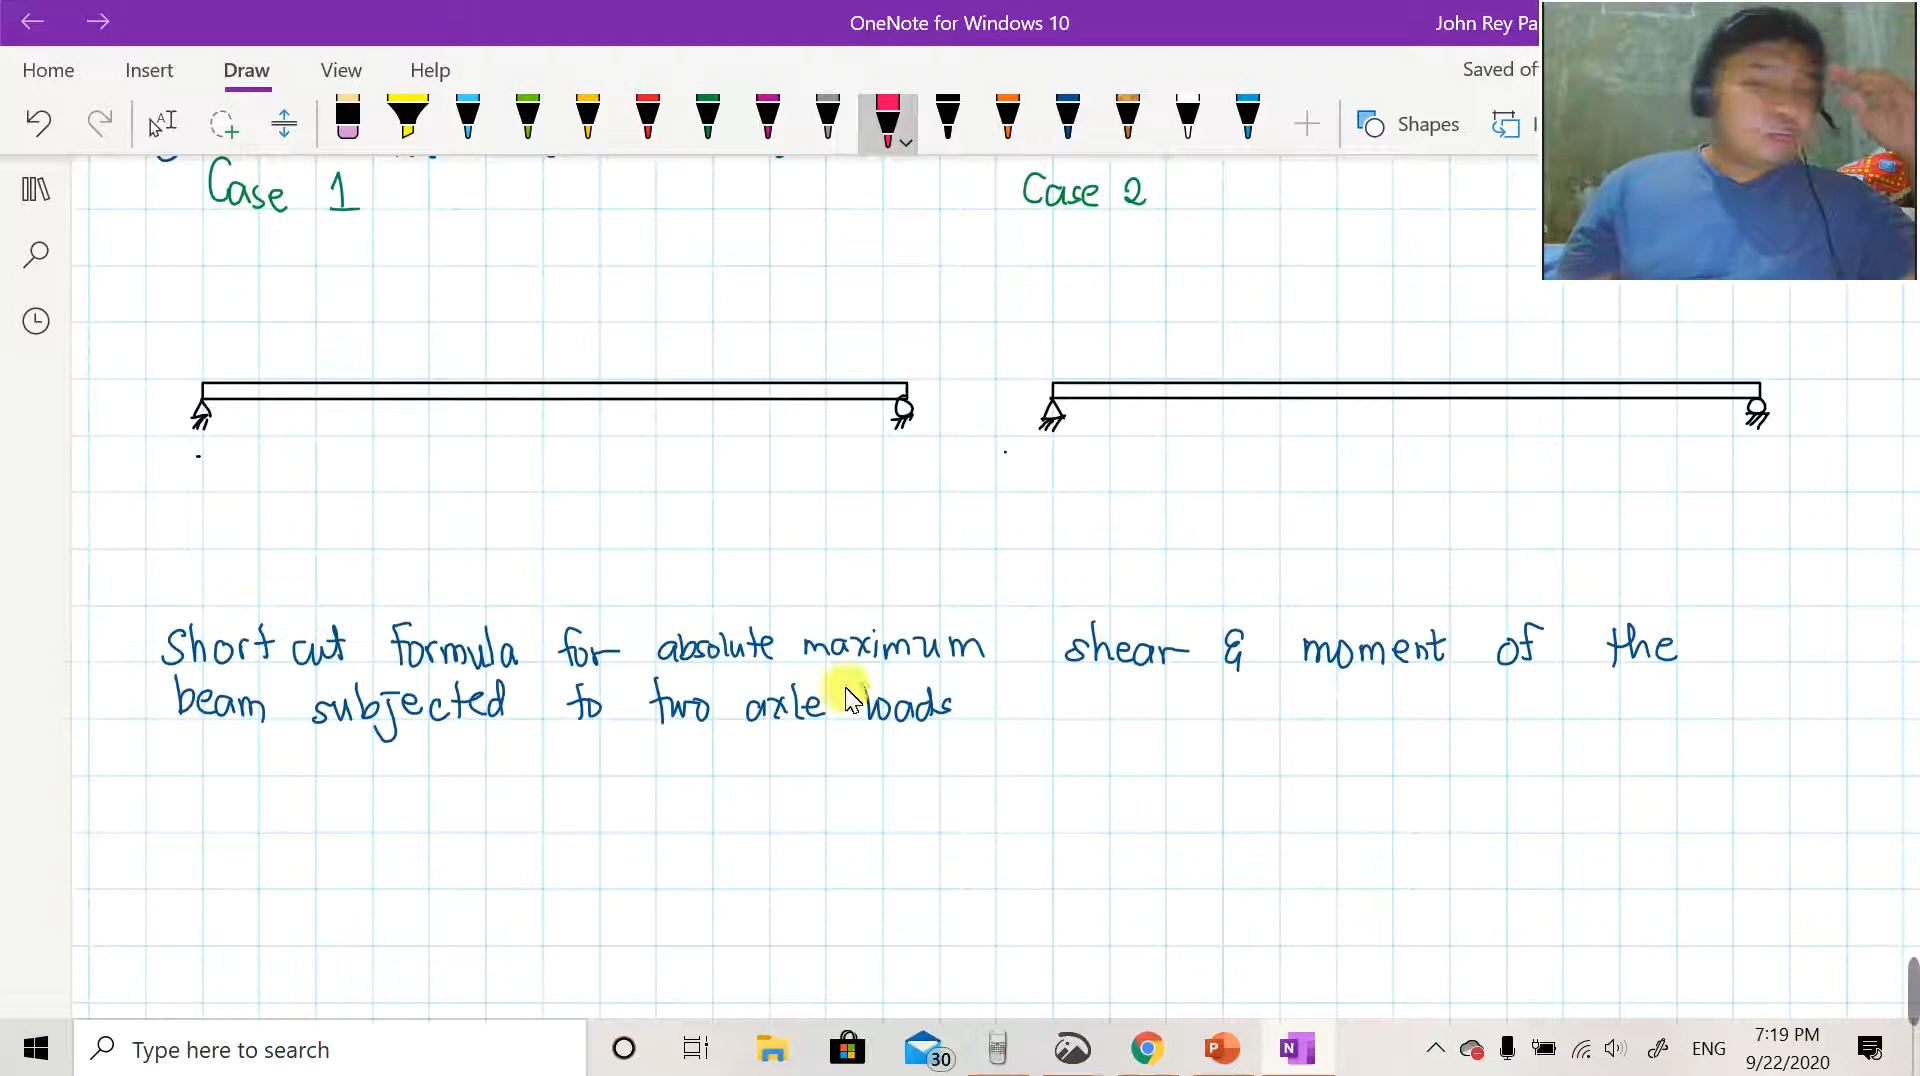 OneNote for Windows 10
John Rey Pa
Home Insert Draw View Help
Saved of
Shapes
Case 1
Case 2
Short cut formula for absolute maximum shear & moment of the
beam subjected to two axle loads
Type here to search
30
ENG
7:19 PM
9/22/2020